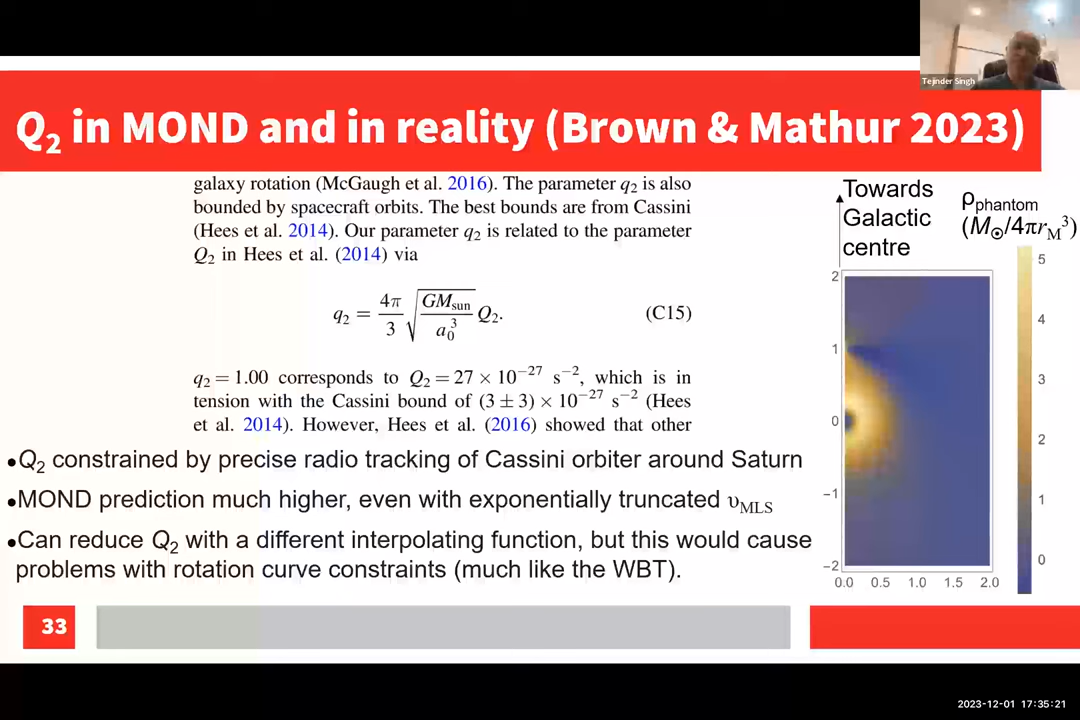 Tejinder Singh
Q₂ in MOND and in reality (Brown & Mathur 2023)
galaxy rotation (McGaugh et al. 2016). The parameter q₂ is also
bounded by spacecraft orbits. The best bounds are from Cassini
(Hees et al. 2014). Our parameter q₂ is related to the parameter
Q₂ in Hees et al. (2014) via
q₂ = 4π/3 √(GM_sun/a₀³) Q₂. (C15)
q₂ = 1.00 corresponds to Q₂ = 27 × 10⁻²⁷ s⁻², which is in
tension with the Cassini bound of (3 ± 3) × 10⁻²⁷ s⁻² (Hees
et al. 2014). However, Hees et al. (2016) showed that other
•Q₂ constrained by precise radio tracking of Cassini orbiter around Saturn
•MOND prediction much higher, even with exponentially truncated υ_MLS
•Can reduce Q₂ with a different interpolating function, but this would cause
problems with rotation curve constraints (much like the WBT).
Towards
Galactic
centre
ρ_phantom
(M_⊙/4πr_M³)
2
1
0
−1
−2
0.0 0.5 1.0 1.5 2.0
5
4
3
2
1
0
33
2023-12-01 17:35:21